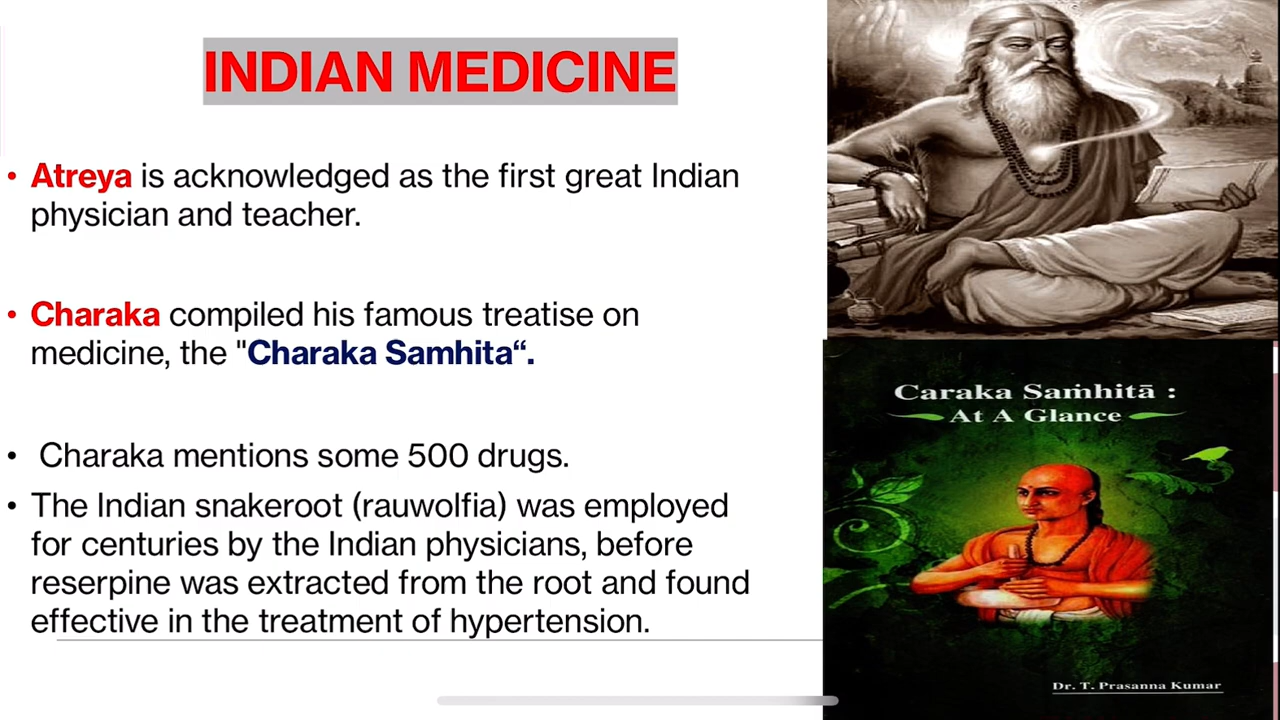 INDIAN MEDICINE
• Atreya is acknowledged as the first great Indian
physician and teacher.
• Charaka compiled his famous treatise on
medicine, the "Charaka Samhita“.
• Charaka mentions some 500 drugs.
• The Indian snakeroot (rauwolfia) was employed
for centuries by the Indian physicians, before
reserpine was extracted from the root and found
effective in the treatment of hypertension.
Caraka Saṁhitā :
At A Glance
Dr. T. Prasanna Kumar